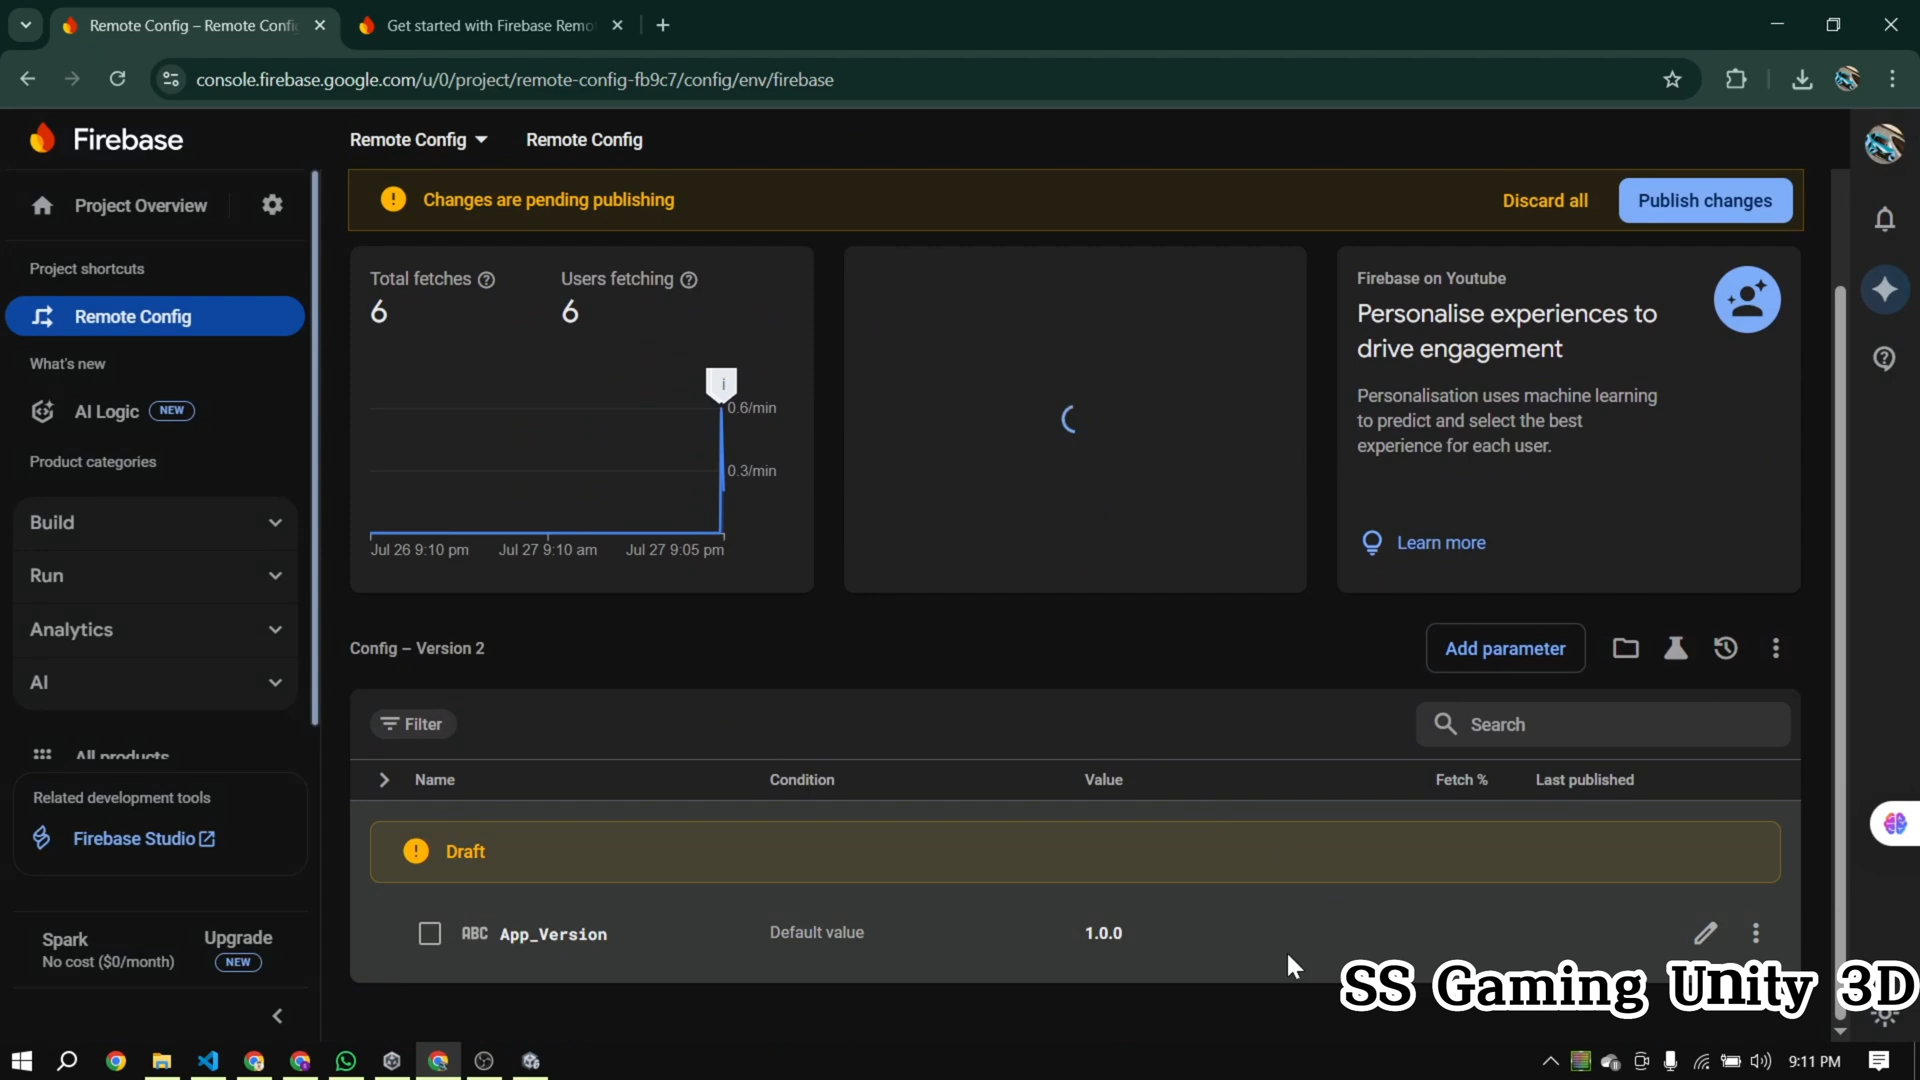 Remote Config – Remote Config
Get started with Firebase Remo
console.firebase.google.com/u/0/project/remote-config-fb9c7/config/env/firebase
Firebase
Remote Config
Remote Config
Project Overview
Changes are pending publishing
Discard all
Publish changes
Project shortcuts
Remote Config
What's new
AI Logic
NEW
Product categories
Build
Run
Analytics
AI
All products
Related development tools
Firebase Studio
Spark
No cost ($0/month)
Upgrade
NEW
Total fetches
6
Users fetching
6
i
0.6/min
0.3/min
Jul 26 9:10 pm
Jul 27 9:10 am
Jul 27 9:05 pm
Firebase on Youtube
Personalise experiences to
drive engagement
Personalisation uses machine learning
to predict and select the best
experience for each user.
Learn more
Config – Version 2
Add parameter
Filter
Search
Name
Condition
Value
Fetch %
Last published
Draft
ABC
App_Version
Default value
1.0.0
SS Gaming Unity 3D
9:11 PM